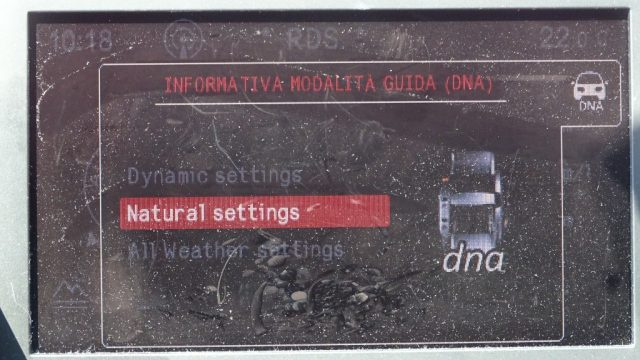 10:18 RDS 22.0
INFORMATIVA MODALITÀ GUIDA (DNA)
DNA
Dynamic settings
Natural settings
All Weather settings
dna